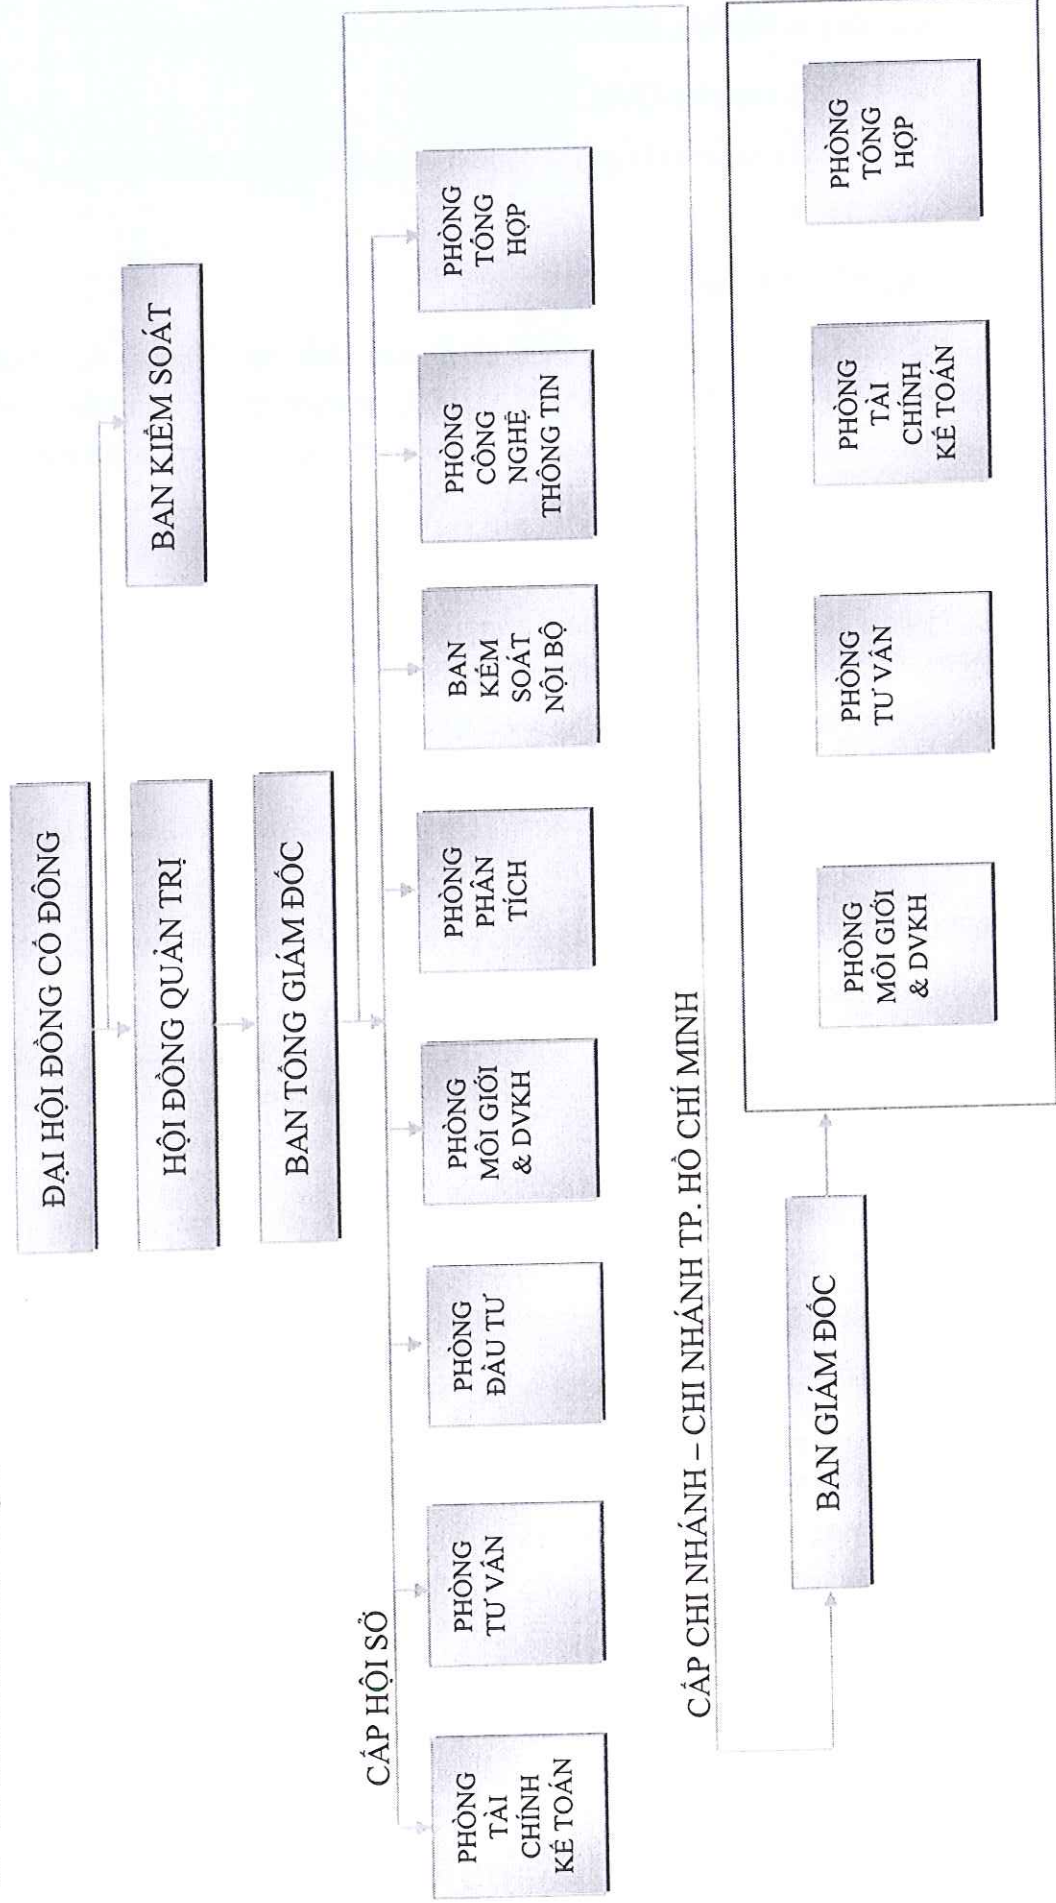 ĐẠI HỘI ĐỒNG CỔ ĐÔNG
BAN KIỂM SOÁT
HỘI ĐỒNG QUẢN TRỊ
BAN TỔNG GIÁM ĐỐC
CẤP HỘI SỞ
PHÒNG
TÀI
CHÍNH
KẾ TOÁN
PHÒNG
TƯ VẤN
PHÒNG
ĐẦU TƯ
PHÒNG
MÔI GIỚI
& DVKH
PHÒNG
PHÂN
TÍCH
BAN
KÉM
SOÁT
NỘI BỘ
PHÒNG
CÔNG
NGHỆ
THÔNG TIN
PHÒNG
TỔNG
HỢP
CẤP CHI NHÁNH – CHI NHÁNH TP. HỒ CHÍ MINH
BAN GIÁM ĐỐC
PHÒNG
MÔI GIỚI
& DVKH
PHÒNG
TƯ VẤN
PHÒNG
TÀI
CHÍNH
KẾ TOÁN
PHÒNG
TỔNG
HỢP